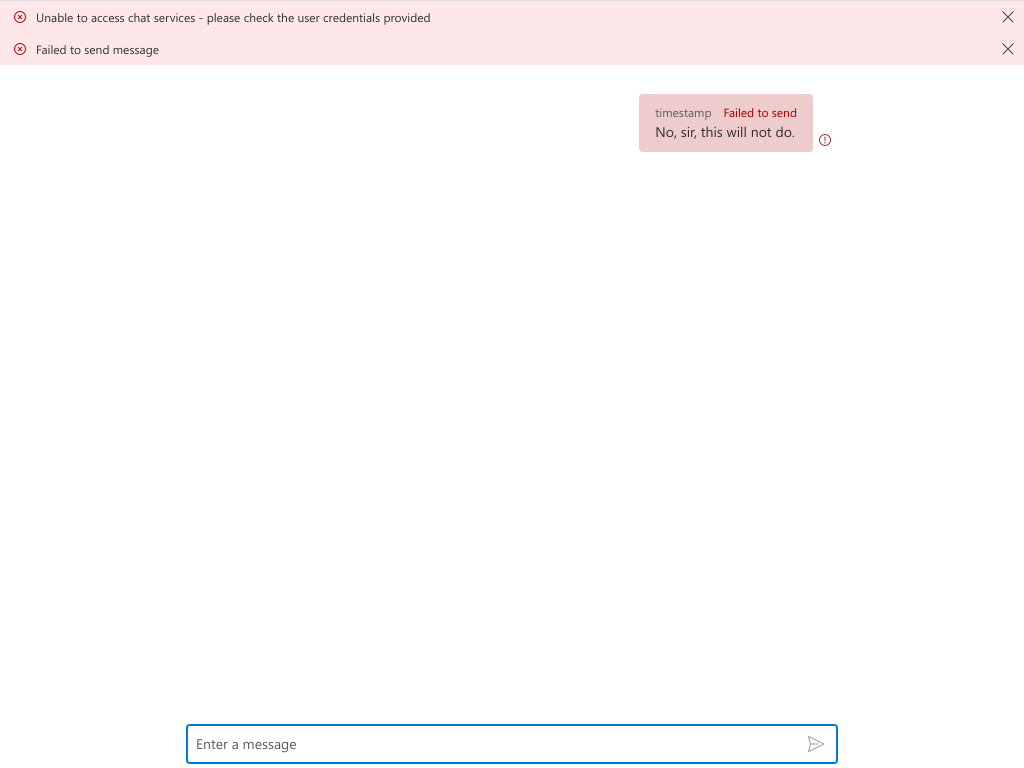 Unable to access chat services - please check the user credentials provided
Failed to send message
timestamp Failed to send
No, sir, this will not do.
Enter a message